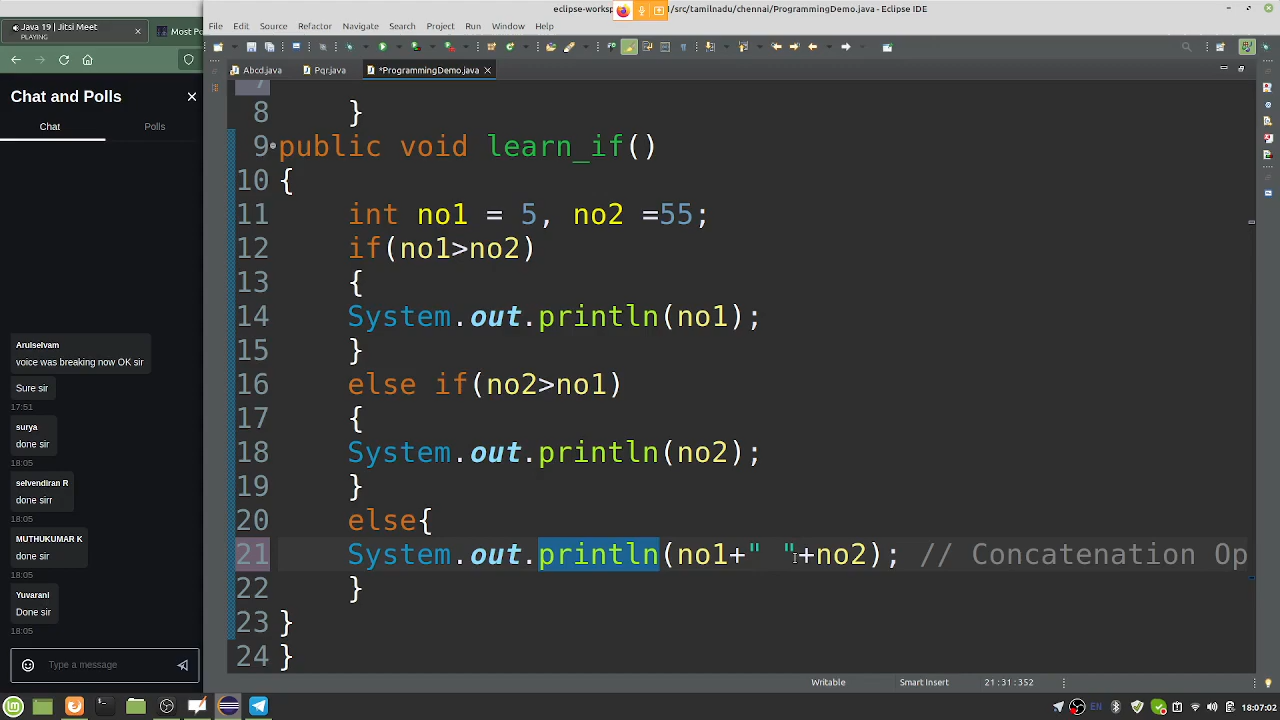 eclipse-worksp
/src/tamilnadu/chennai/ProgrammingDemo.java - Eclipse IDE
Java 19 | Jitsi Meet
PLAYING
Most Po
File Edit Source Refactor Navigate Search Project Run Window Help
Abcd.java
Pqr.java
*ProgrammingDemo.java
Chat and Polls
Chat
Polls
Arulselvam
voice was breaking now OK sir
Sure sir
17:51
surya
done sir
18:05
selvendiran R
done sirr
18:05
MUTHUKUMAR K
done sir
18:05
Yuvarani
Done sir
18:05
Type a message
7
8 }
9 public void learn_if()
10 {
11 int no1 = 5, no2 =55;
12 if(no1>no2)
13 {
14 System.out.println(no1);
15 }
16 else if(no2>no1)
17 {
18 System.out.println(no2);
19 }
20 else{
21 System.out.println(no1+" "+no2); // Concatenation Op
22 }
23 }
24 }
Writable
Smart Insert
21:31:352
EN
18:07:02